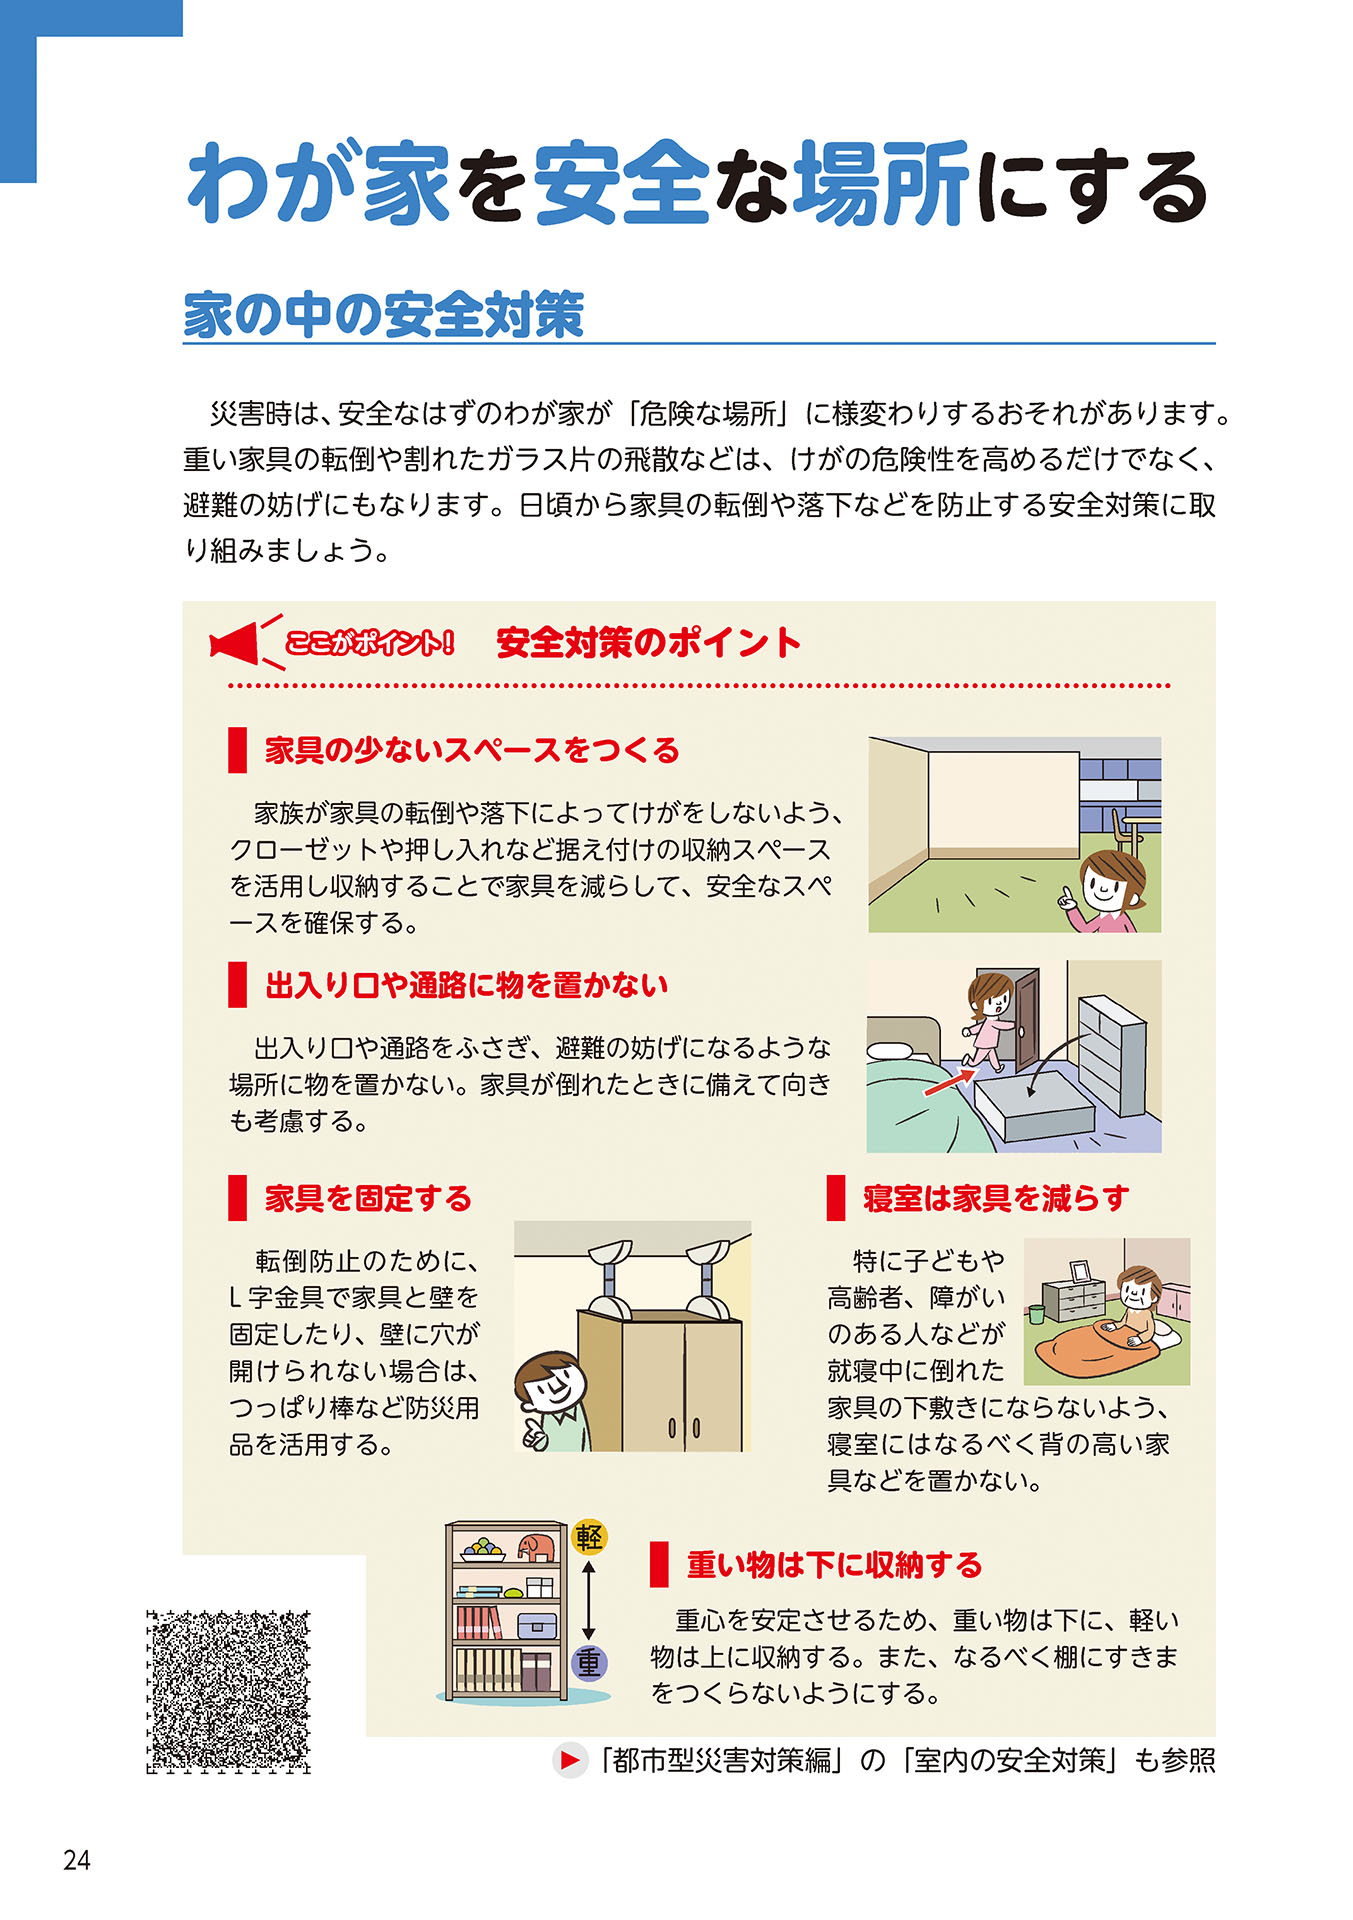 わが家を安全な場所にする
家の中の安全対策
災害時は、安全なはずのわが家が「危険な場所」に様変わりするおそれがあります。
重い家具の転倒や割れたガラス片の飛散などは、けがの危険性を高めるだけでなく、
避難の妨げにもなります。日頃から家具の転倒や落下などを防止する安全対策に取
り組みましょう。
ここがポイント! 安全対策のポイント
家具の少ないスペースをつくる
家族が家具の転倒や落下によってけがをしないよう、
クローゼットや押し入れなど据え付けの収納スペース
を活用し収納することで家具を減らして、安全なスペ
ースを確保する。
出入り口や通路に物を置かない
出入り口や通路をふさぎ、避難の妨げになるような
場所に物を置かない。家具が倒れたときに備えて向き
も考慮する。
家具を固定する
転倒防止のために、
L字金具で家具と壁を
固定したり、壁に穴が
開けられない場合は、
つっぱり棒など防災用
品を活用する。
寝室は家具を減らす
特に子どもや
高齢者、障がい
のある人などが
就寝中に倒れた
家具の下敷きにならないよう、
寝室にはなるべく背の高い家
具などを置かない。
軽
重
重い物は下に収納する
重心を安定させるため、重い物は下に、軽い
物は上に収納する。また、なるべく棚にすきま
をつくらないようにする。
「都市型災害対策編」の「室内の安全対策」も参照
24